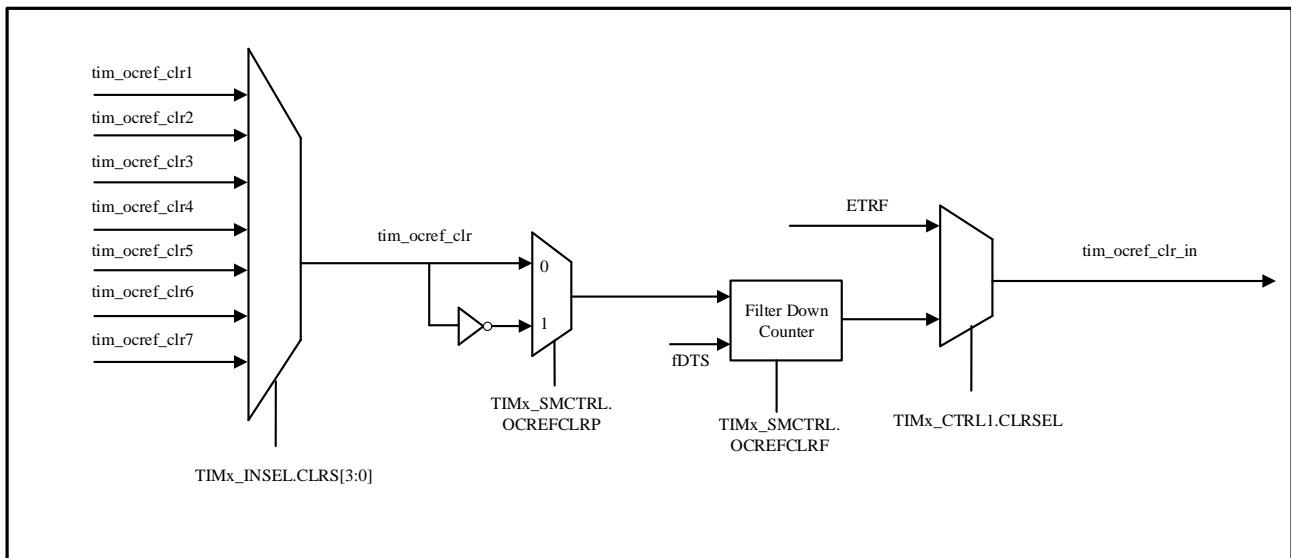 tim_ocref_clr1
tim_ocref_clr2
tim_ocref_clr3
tim_ocref_clr4
tim_ocref_clr5
tim_ocref_clr6
tim_ocref_clr7
TIMx_INSEL.CLRS[3:0]
tim_ocref_clr
0
1
TIMx_SMCTRL.
OCREFCLRP
fDTS
Filter Down
Counter
TIMx_SMCTRL.
OCREFCLRF
ETRF
TIMx_CTRL1.CLRSEL
tim_ocref_clr_in